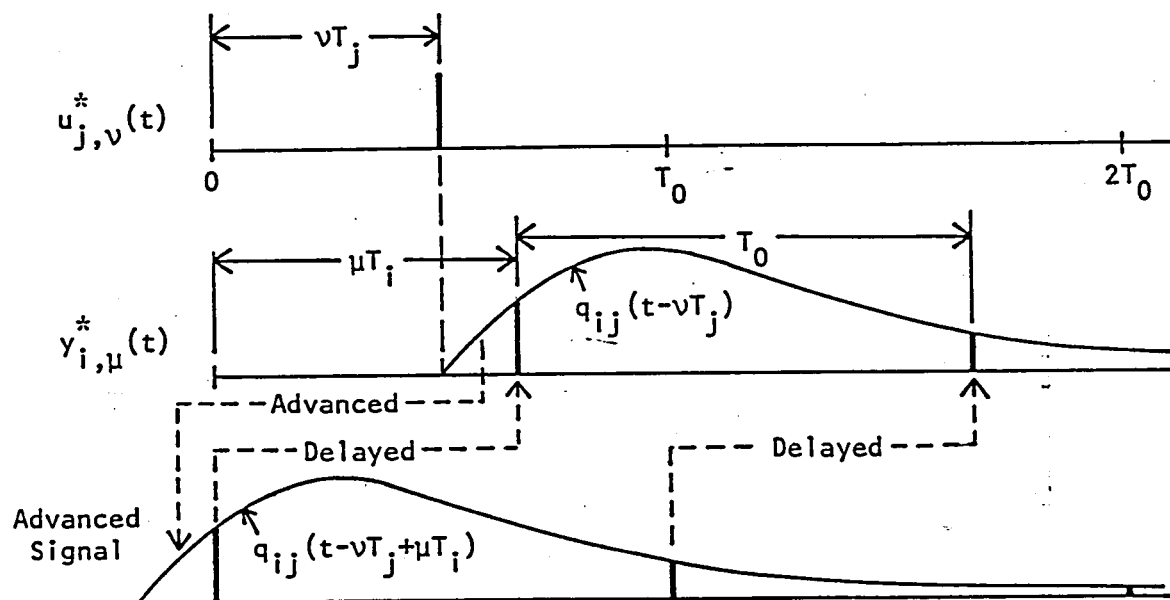 νT_j
u*_{j,ν}(t)
0
T_0
2T_0
μT_i
T_0
q_{ij}(t-νT_j)
y*_{i,μ}(t)
Advanced
Delayed
Delayed
Advanced
Signal
q_{ij}(t-νT_j+μT_i)